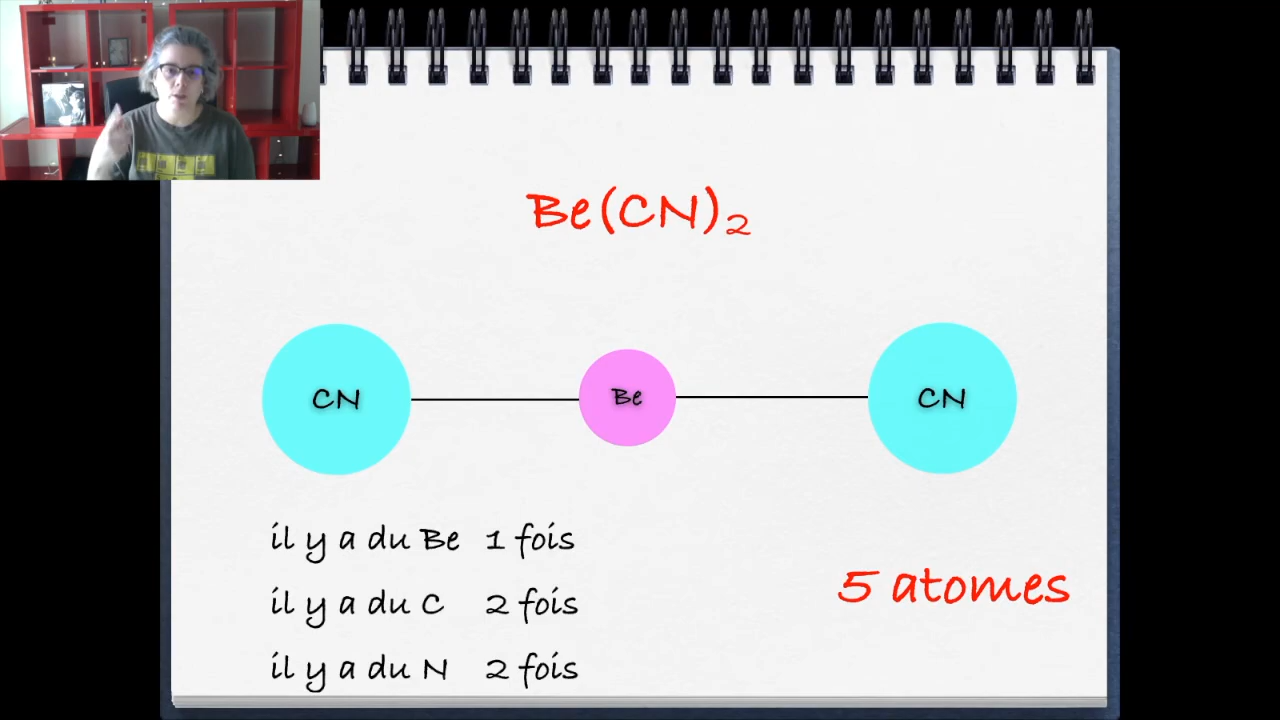 Be(CN)₂
CN Be CN
il y a du Be 1 fois
il y a du C 2 fois
il y a du N 2 fois
5 atomes